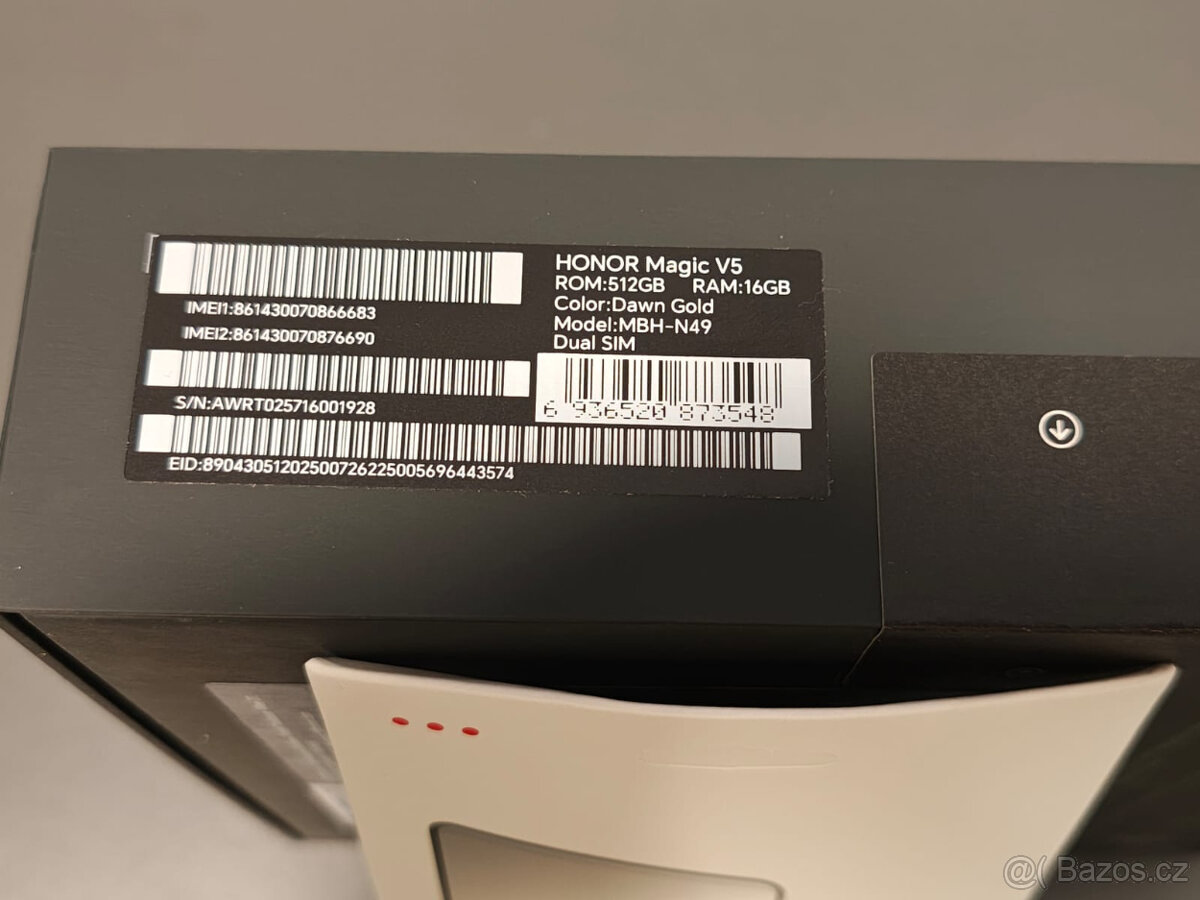 IMEI1:861430070866683
IMEI2:861430070876690
S/N:AWRT025716001928
EID:89043051202500726225005696443574
HONOR Magic V5
ROM:512GB RAM:16GB
Color:Dawn Gold
Model:MBH-N49
Dual SIM
6 936520 873548
@( Bazos.cz